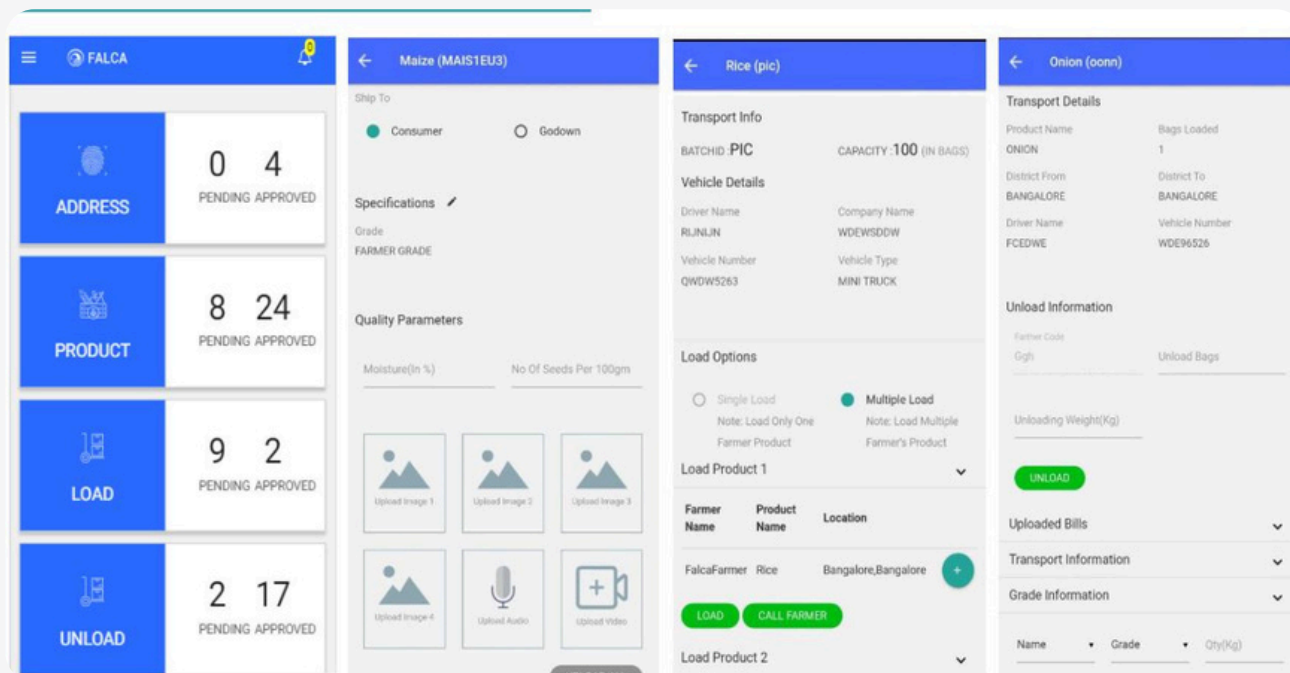 FALCA
0
ADDRESS
0 4
PENDING APPROVED
PRODUCT
8 24
PENDING APPROVED
LOAD
9 2
PENDING APPROVED
UNLOAD
2 17
PENDING APPROVED
Maize (MAIS1EU3)
Ship To
Consumer Godown
Specifications
Grade
FARMER GRADE
Quality Parameters
Moisture(In %) No Of Seeds Per 100gm
Upload Image 1 Upload Image 2 Upload Image 3
Upload Image 4 Upload Audio Upload Video
Rice (pic)
Transport Info
BATCHID :PIC CAPACITY :100 (IN BAGS)
Vehicle Details
Driver Name Company Name
RIJNIJN WDEWSDDW
Vehicle Number Vehicle Type
QWDW5263 MINI TRUCK
Load Options
Single Load Multiple Load
Note: Load Only One Note: Load Multiple
Farmer Product Farmer's Product
Load Product 1
Farmer Product Location
Name Name
FalcaFarmer Rice Bangalore,Bangalore +
LOAD CALL FARMER
Load Product 2
Onion (oonn)
Transport Details
Product Name Bags Loaded
ONION 1
District From District To
BANGALORE BANGALORE
Driver Name Vehicle Number
FCEDWE WDE96526
Unload Information
Farmer Code
Ggh Unload Bags
Unloading Weight(Kg)
UNLOAD
Uploaded Bills
Transport Information
Grade Information
Name Grade Qty(Kg)